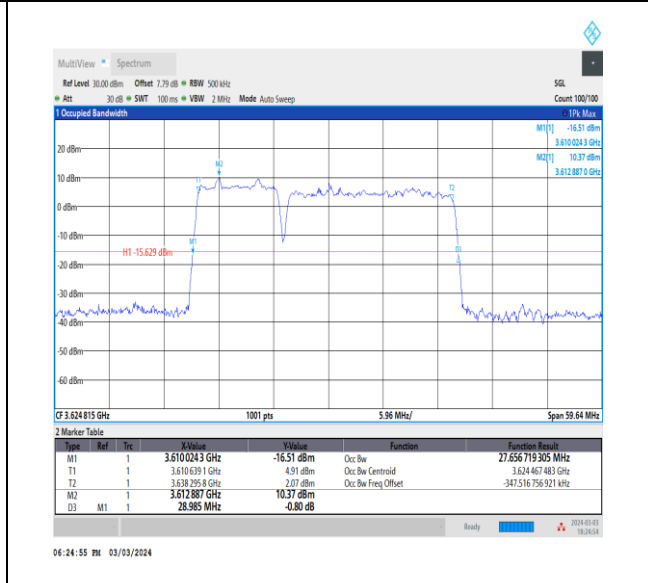 MultiView Spectrum
Ref Level 30.00 dBm Offset 7.79 dB RBW 500 kHz SGL
Att 30 dB SWT 100 ms VBW 2 MHz Mode Auto Sweep Count 100/100
1 Occupied Bandwidth 1Pk Max
M1[1] -16.51 dBm
3.610 024 3 GHz
M2[1] 10.37 dBm
3.612 887 0 GHz
20 dBm
M2
10 dBm
T1
T2
0 dBm
-10 dBm
M1
H1 -15.629 dBm
D3
-20 dBm
-30 dBm
-40 dBm
-50 dBm
-60 dBm
CF 3.624 815 GHz 1001 pts 5.96 MHz/ Span 59.64 MHz
2 Marker Table
Type Ref Trc X-Value Y-Value Function Function Result
M1 1 3.610 024 3 GHz -16.51 dBm Occ Bw 27.656 719 305 MHz
T1 1 3.610 639 1 GHz 4.91 dBm Occ Bw Centroid 3.624 467 483 GHz
T2 1 3.638 295 8 GHz 2.07 dBm Occ Bw Freq Offset -347.516 756 921 kHz
M2 1 3.612 887 GHz 10.37 dBm
D3 M1 1 28.985 MHz -0.80 dB
Ready 2024-03-03
18:24:54
06:24:55 PM 03/03/2024